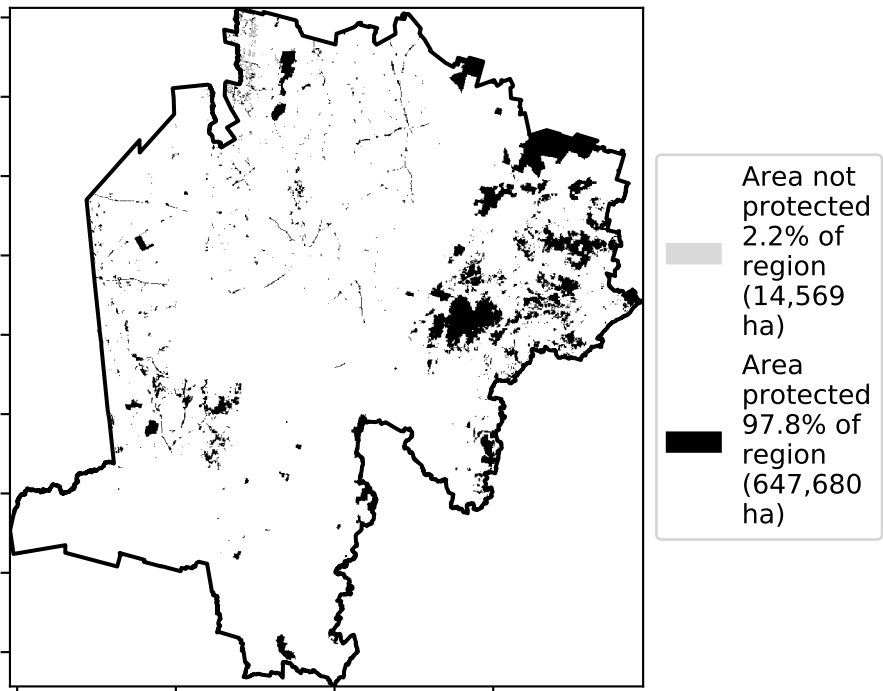 Area not
protected
2.2% of
region
(14,569
ha)
Area
protected
97.8% of
region
(647,680
ha)